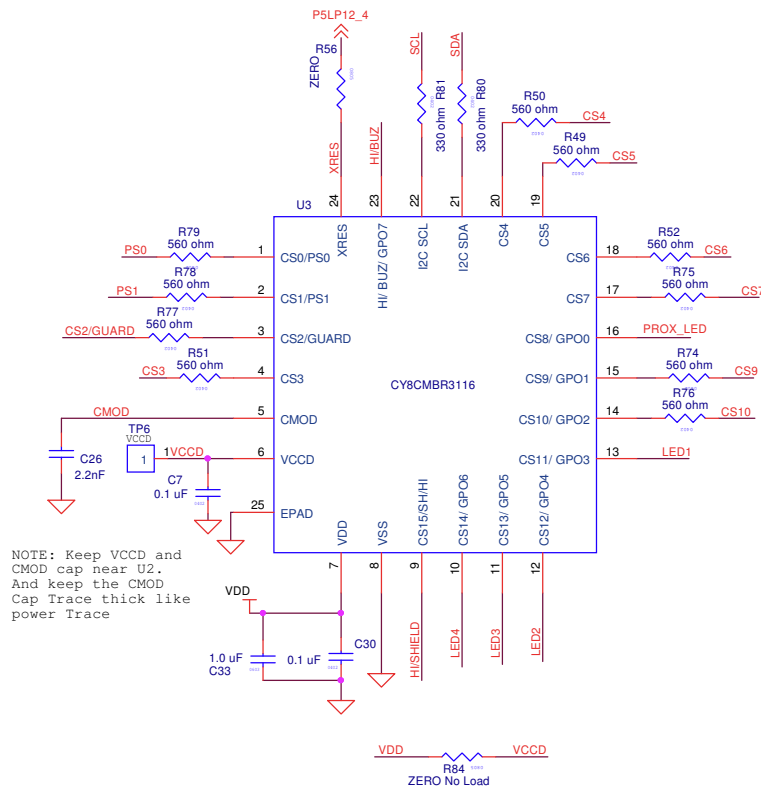 P5LP12_4
R56
ZERO
XRES
HI/BUZ
SCL
R81
330 ohm
SDA
R80
330 ohm
R50
560 ohm
CS4
R49
560 ohm
CS5
U3
24
23
22
21
20
19
XRES
HI/ BUZ/ GPO7
I2C SCL
I2C SDA
CS4
CS5
PS0
R79
560 ohm
1
CS0/PS0
PS1
R78
560 ohm
2
CS1/PS1
CS2/GUARD
R77
560 ohm
3
CS2/GUARD
CS3
R51
560 ohm
4
CS3
CMOD
5
CMOD
C26
2.2nF
TP6
VCCD
1
1
VCCD
6
VCCD
C7
0.1 uF
25
EPAD
CY8CMBR3116
CS6
18
R52
560 ohm
CS6
CS7
17
R75
560 ohm
CS7
CS8/ GPO0
16
PROX_LED
CS9/ GPO1
15
R74
560 ohm
CS9
CS10/ GPO2
14
R76
560 ohm
CS10
CS11/ GPO3
13
LED1
VDD
VSS
CS15/SH/HI
CS14/ GPO6
CS13/ GPO5
CS12/ GPO4
7
8
9
10
11
12
HI/SHIELD
LED4
LED3
LED2
NOTE: Keep VCCD and
CMOD cap near U2.
And keep the CMOD
Cap Trace thick like
power Trace
VDD
1.0 uF
C33
0.1 uF
C30
VDD
VCCD
R84
ZERO No Load